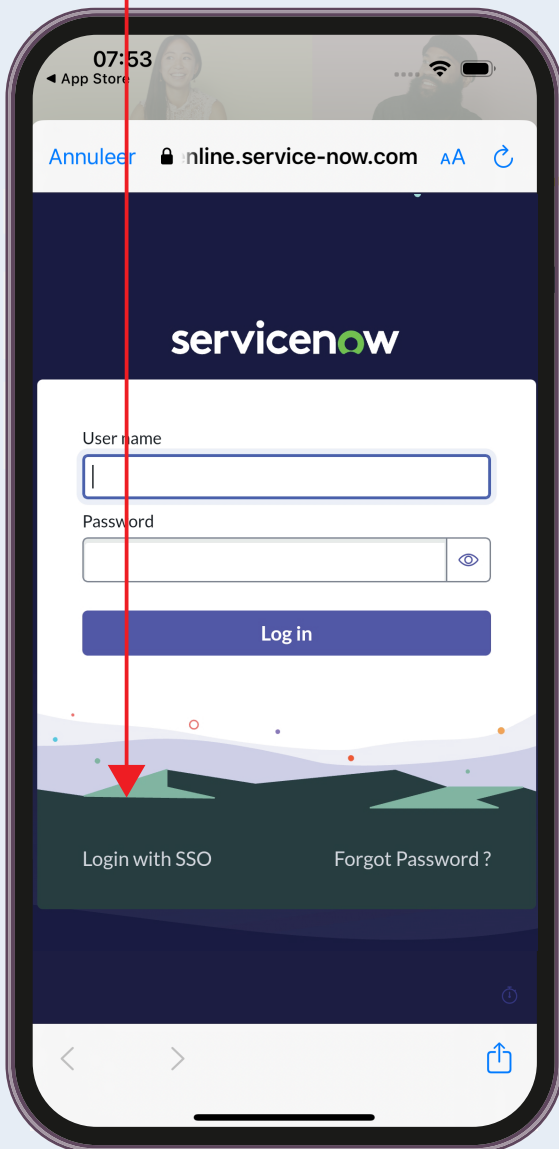 07:53
◀ App Store
Annuleer nline.service-now.com AA
servicenow
User name
Password
Log in
Login with SSO Forgot Password ?